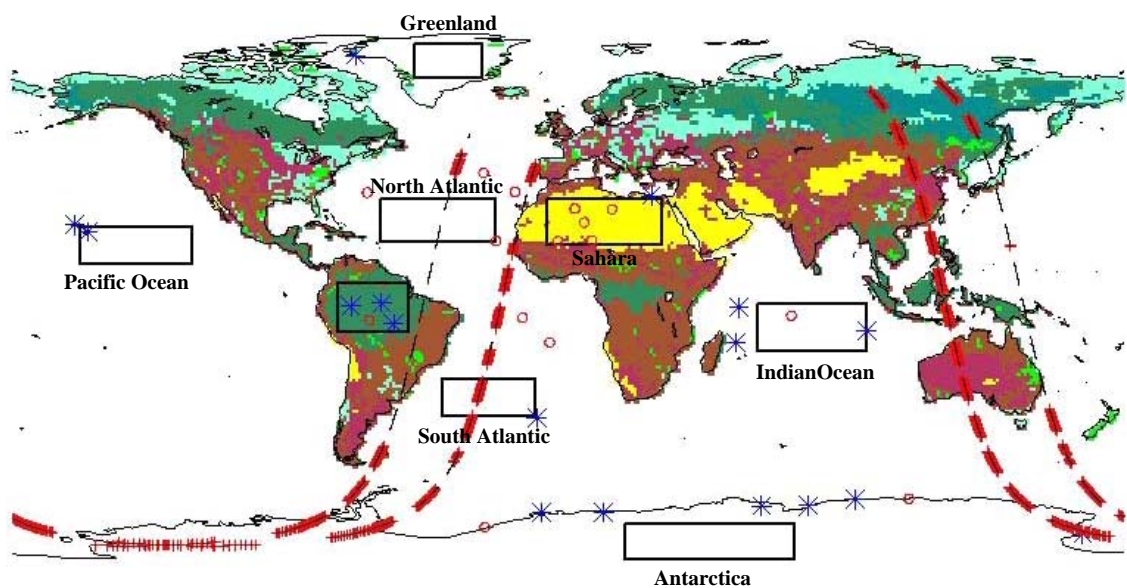 Greenland
North Atlantic
Sahara
Pacific Ocean
IndianOcean
South Atlantic
Antarctica